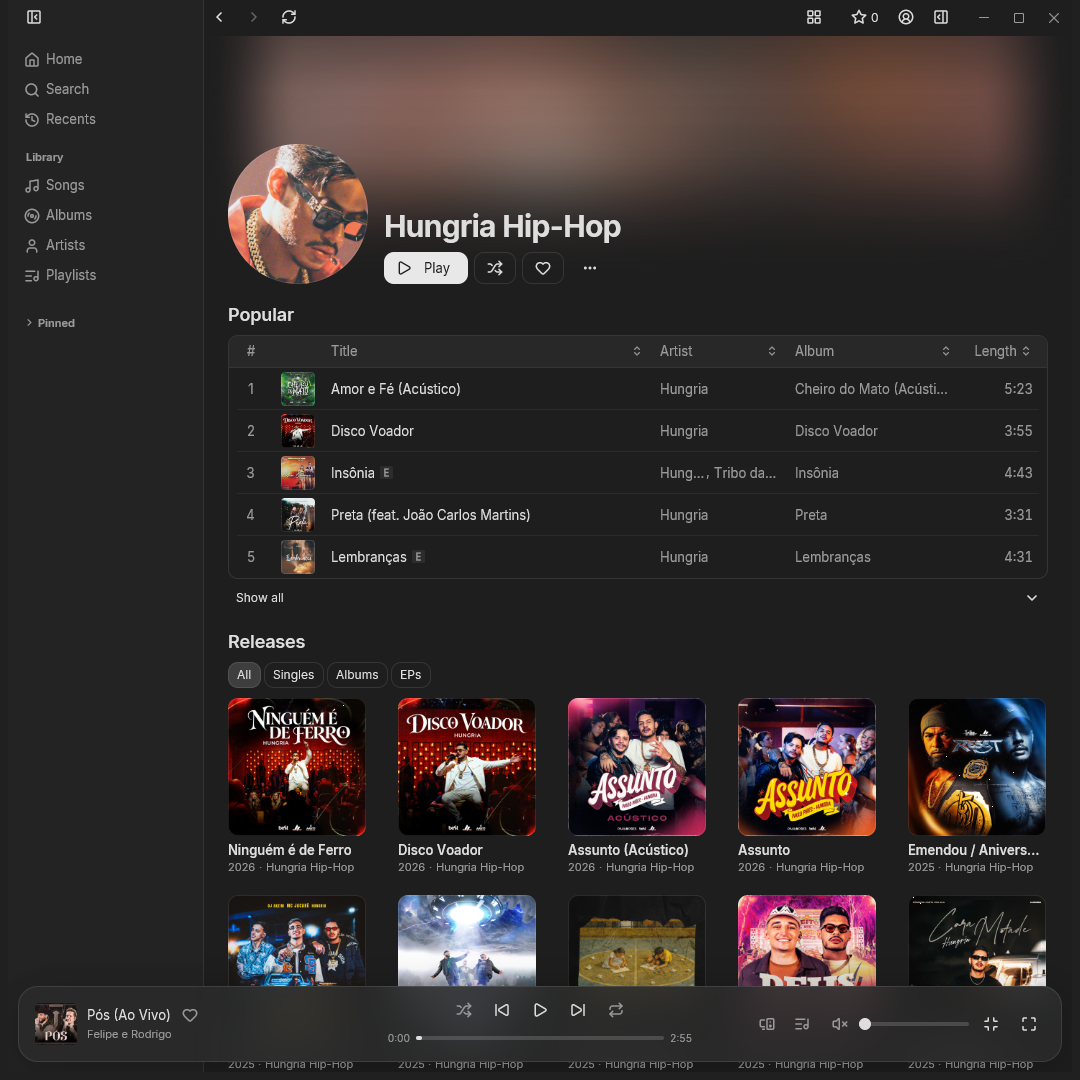 0
Home
Search
Recents
Library
Songs
Albums
Artists
Playlists
Pinned
Hungria Hip-Hop
Play
Popular
# Title Artist Album Length
1 Amor e Fé (Acústico) Hungria Cheiro do Mato (Acústi... 5:23
2 Disco Voador Hungria Disco Voador 3:55
3 Insônia E Hung..., Tribo da... Insônia 4:43
4 Preta (feat. João Carlos Martins) Hungria Preta 3:31
5 Lembranças E Hungria Lembranças 4:31
Show all
Releases
All Singles Albums EPs
NINGUÉM É
DE FERRO
HUNGRIA
DISCO VOADOR
HUNGRIA
ASSUNTO
ACÚSTICO
ASSUNTO
Ninguém é de Ferro
2026 · Hungria Hip-Hop
Disco Voador
2026 · Hungria Hip-Hop
Assunto (Acústico)
2026 · Hungria Hip-Hop
Assunto
2026 · Hungria Hip-Hop
Emendou / Anivers...
2025 · Hungria Hip-Hop
DEUS
Cara Metade
Hungria
PÓS
Pós (Ao Vivo)
Felipe e Rodrigo
0:00 2:55
2025 · Hungria Hip-Hop
2025 · Hungria Hip-Hop
2025 · Hungria Hip-Hop
2025 · Hungria Hip-Hop
2025 · Hungria Hip-Hop